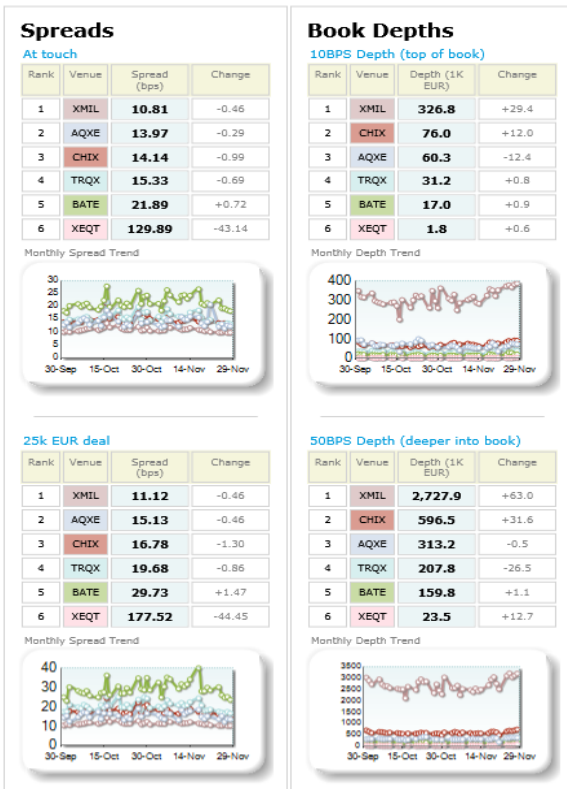 Spreads
At touch
Rank Venue Spread (bps) Change
1 XMIL 10.81 -0.46
2 AQXE 13.97 -0.29
3 CHIX 14.14 -0.99
4 TRQX 15.33 -0.69
5 BATE 21.89 +0.72
6 XEQT 129.89 -43.14
Monthly Spread Trend
30
25
20
15
10
5
0
30-Sep 15-Oct 30-Oct 14-Nov 29-Nov
25k EUR deal
Rank Venue Spread (bps) Change
1 XMIL 11.12 -0.46
2 AQXE 15.13 -0.46
3 CHIX 16.78 -1.30
4 TRQX 19.68 -0.86
5 BATE 29.73 +1.47
6 XEQT 177.52 -44.45
Monthly Spread Trend
40
30
20
10
0
30-Sep 15-Oct 30-Oct 14-Nov 29-Nov
Book Depths
10BPS Depth (top of book)
Rank Venue Depth (1K EUR) Change
1 XMIL 326.8 +29.4
2 CHIX 76.0 +12.0
3 AQXE 60.3 -12.4
4 TRQX 31.2 +0.8
5 BATE 17.0 +0.9
6 XEQT 1.8 +0.6
Monthly Depth Trend
400
300
200
100
0
30-Sep 15-Oct 30-Oct 14-Nov 29-Nov
50BPS Depth (deeper into book)
Rank Venue Depth (1K EUR) Change
1 XMIL 2,727.9 +63.0
2 CHIX 596.5 +31.6
3 AQXE 313.2 -0.5
4 TRQX 207.8 -26.5
5 BATE 159.8 +1.1
6 XEQT 23.5 +12.7
Monthly Depth Trend
3500
3000
2500
2000
1500
1000
500
0
30-Sep 15-Oct 30-Oct 14-Nov 29-Nov